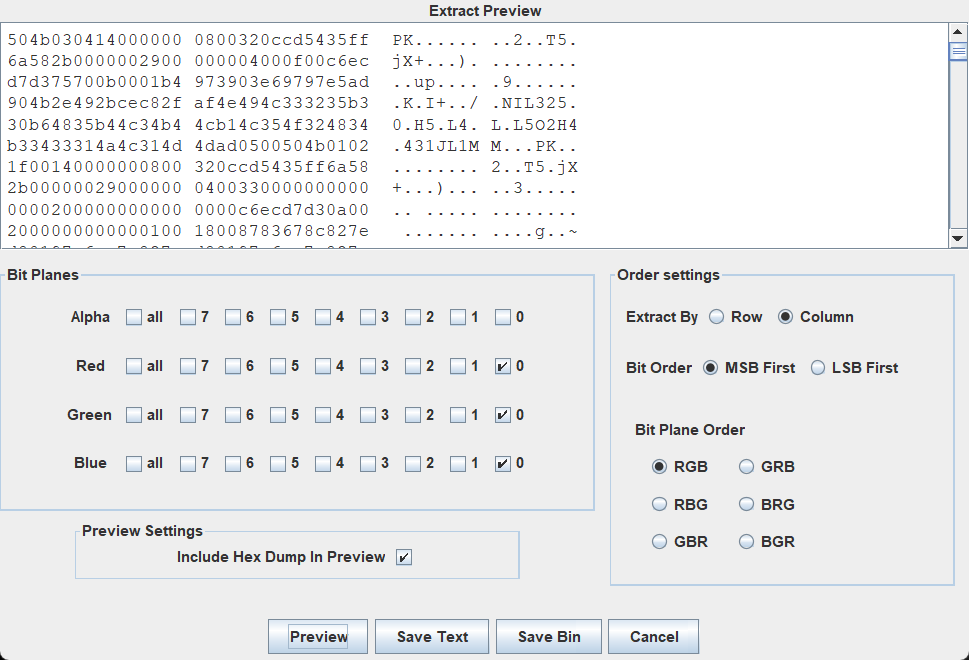 Extract Preview
504b030414000000 0800320ccd5435ff PK...... ..2..T5.
6a582b0000002900 000004000f00c6ec jX+...). ........
d7d375700b0001b4 973903e69797e5ad ..up.... .9......
904b2e492bcec82f af4e494c333235b3 .K.I+../ .NIL325.
30b64835b44c34b4 4cb14c354f324834 0.H5.L4. L.L5O2H4
b33433314a4c314d 4dad0500504b0102 .431JL1M M...PK..
1f00140000000800 320ccd5435ff6a58 ........ 2..T5.jX
2b00000029000000 0400330000000000 +...)... ..3.....
0000200000000000 0000c6ecd7d30a00 .. ..... ........
2000000000000100 18008783678c827e  ....... ....g..~
Bit Planes
Alpha all 7 6 5 4 3 2 1 0
Red all 7 6 5 4 3 2 1 0
Green all 7 6 5 4 3 2 1 0
Blue all 7 6 5 4 3 2 1 0
Preview Settings
Include Hex Dump In Preview
Order settings
Extract By Row Column
Bit Order MSB First LSB First
Bit Plane Order
RGB GRB
RBG BRG
GBR BGR
Preview Save Text Save Bin Cancel